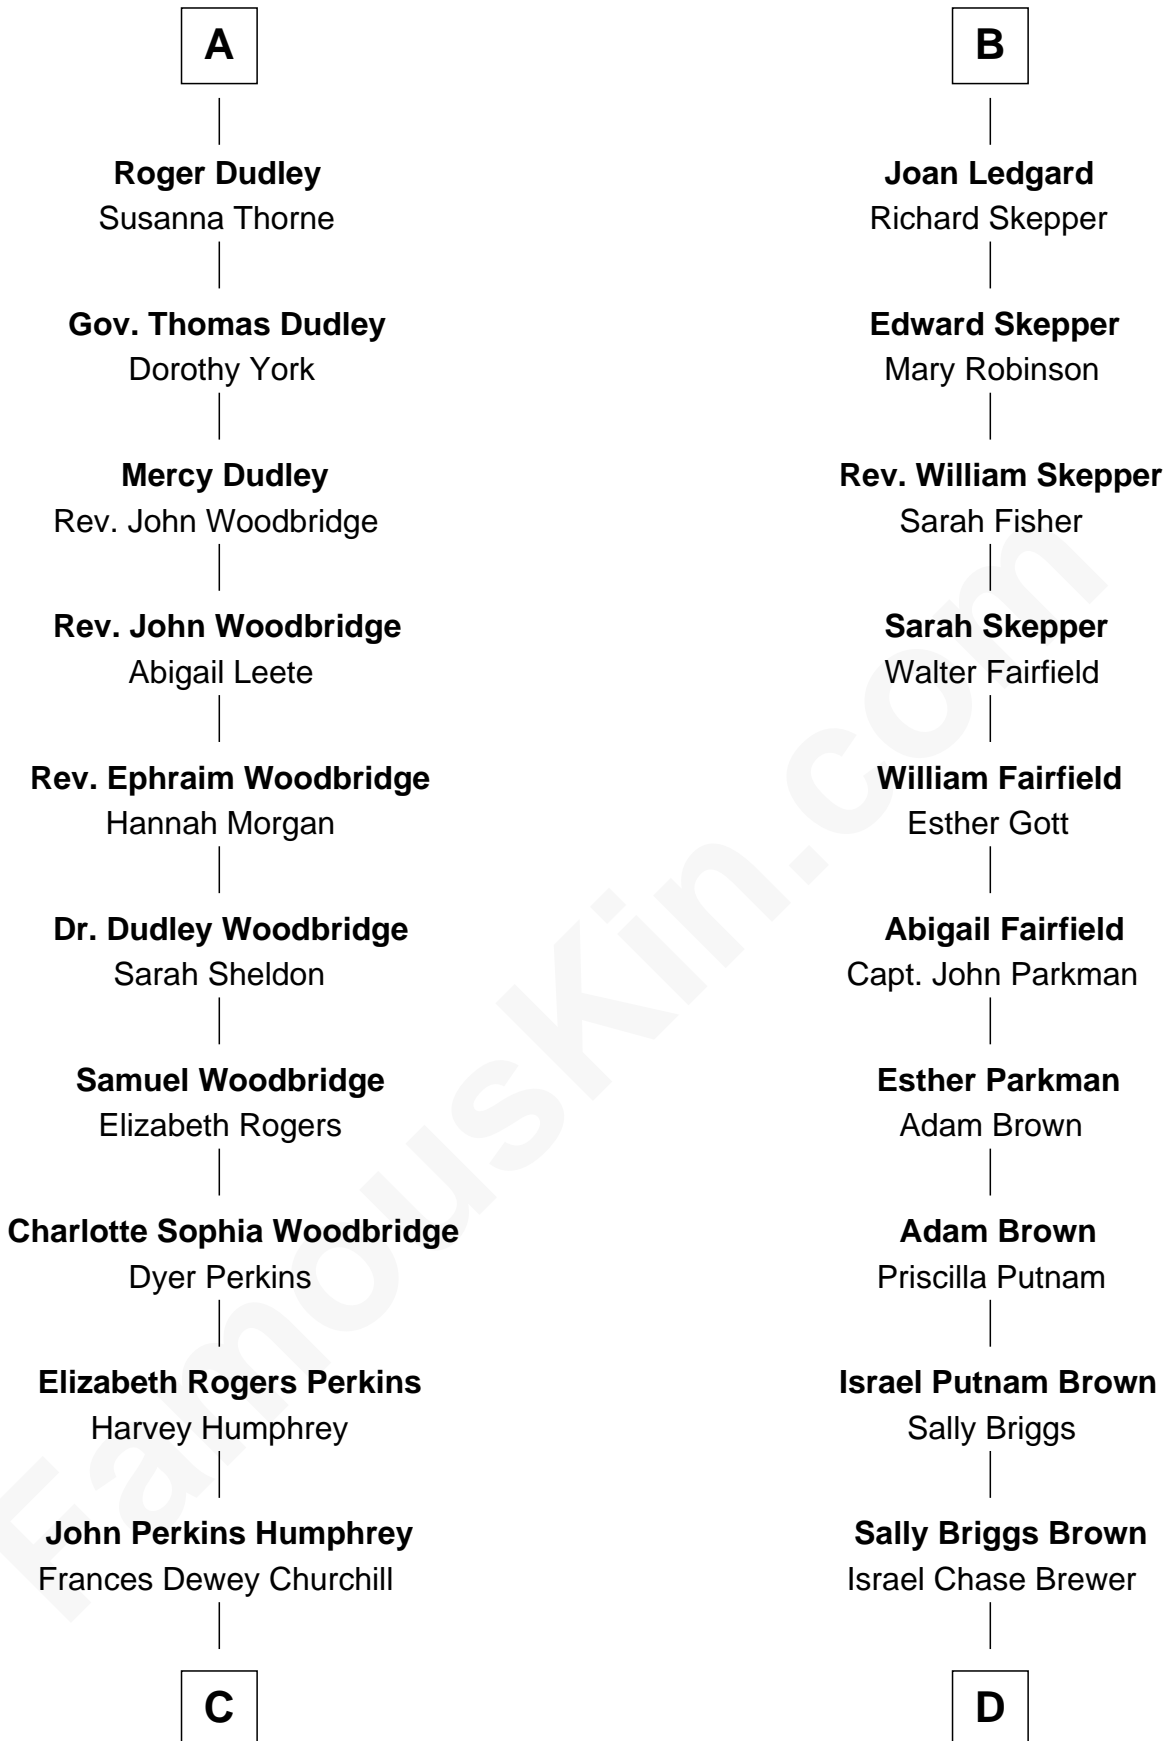 A
Roger Dudley
Susanna Thorne
Gov. Thomas Dudley
Dorothy York
Mercy Dudley
Rev. John Woodbridge
Rev. John Woodbridge
Abigail Leete
Rev. Ephraim Woodbridge
Hannah Morgan
Dr. Dudley Woodbridge
Sarah Sheldon
Samuel Woodbridge
Elizabeth Rogers
Charlotte Sophia Woodbridge
Dyer Perkins
Elizabeth Rogers Perkins
Harvey Humphrey
John Perkins Humphrey
Frances Dewey Churchill
C
B
Joan Ledgard
Richard Skepper
Edward Skepper
Mary Robinson
Rev. William Skepper
Sarah Fisher
Sarah Skepper
Walter Fairfield
William Fairfield
Esther Gott
Abigail Fairfield
Capt. John Parkman
Esther Parkman
Adam Brown
Adam Brown
Priscilla Putnam
Israel Putnam Brown
Sally Briggs
Sally Briggs Brown
Israel Chase Brewer
D
FamousKin.com